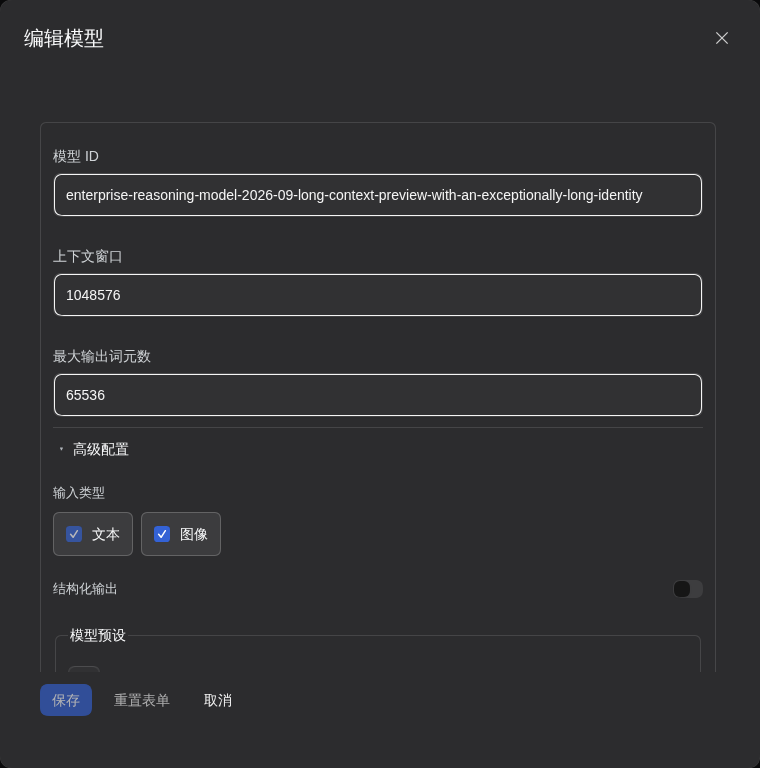 编辑模型
模型 ID
enterprise-reasoning-model-2026-09-long-context-preview-with-an-exceptionally-long-identity
上下文窗口
1048576
最大输出词元数
65536
高级配置
输入类型
文本 图像
结构化输出
模型预设
保存 重置表单 取消